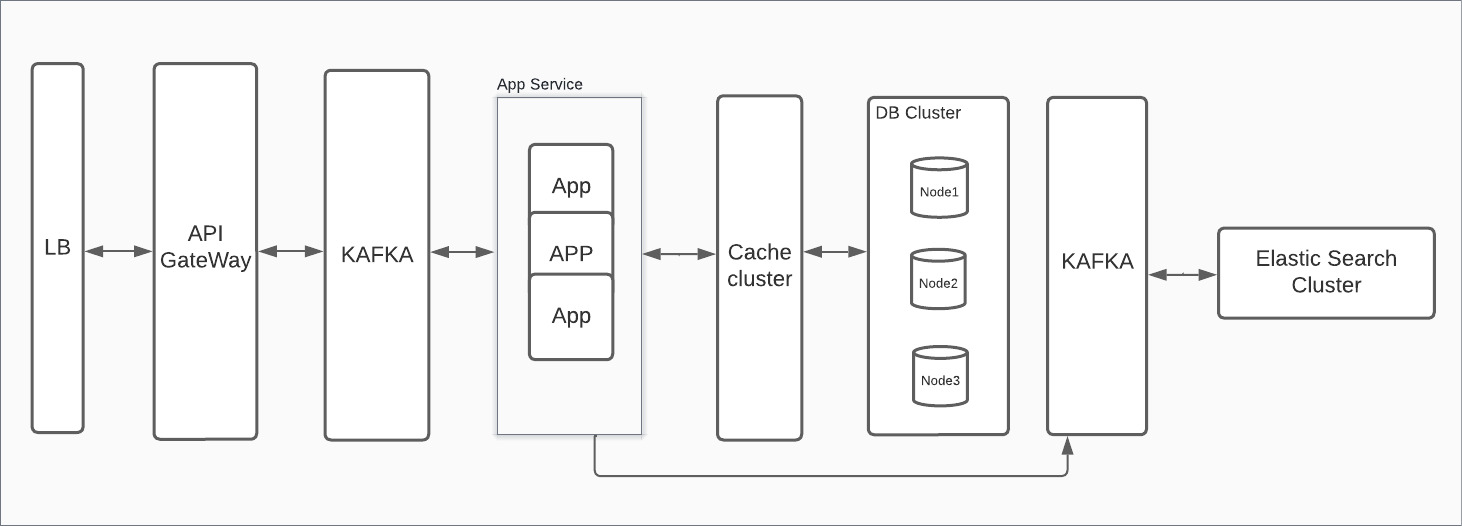 LB
API
GateWay
KAFKA
App Service
App
APP
App
Cache
cluster
DB Cluster
Node1
Node2
Node3
KAFKA
Elastic Search
Cluster